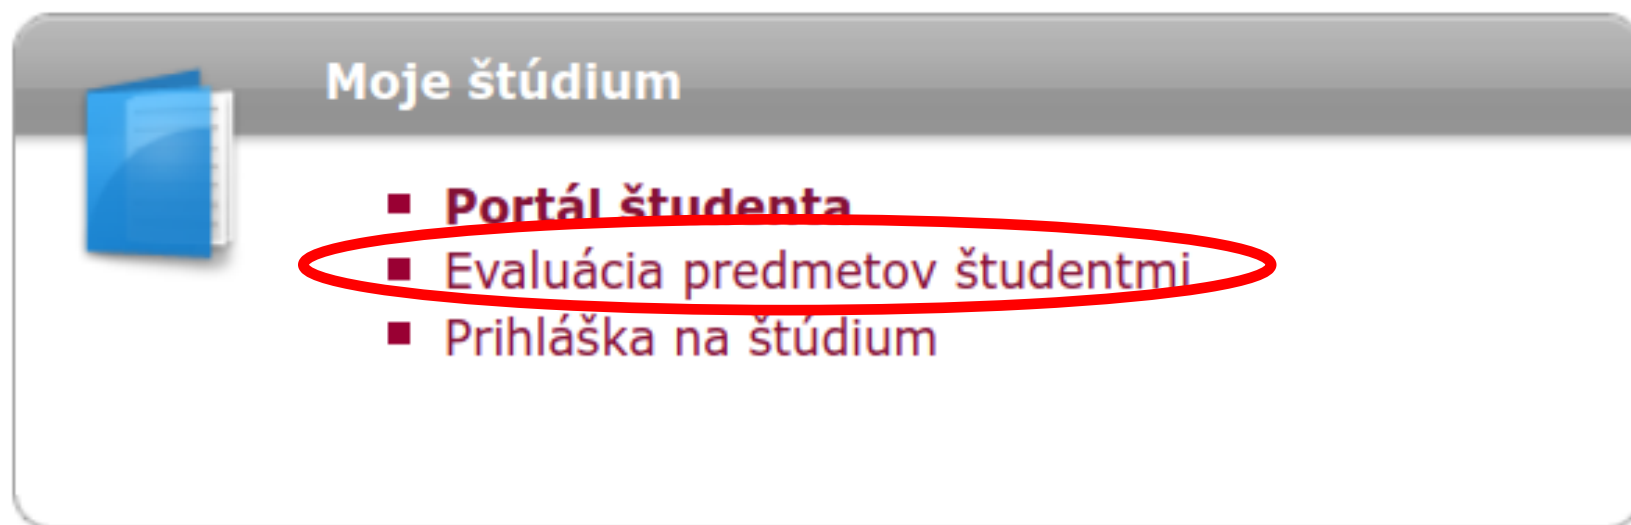 Moje štúdium
Portál študenta
Evaluácia predmetov študentmi
Prihláška na štúdium